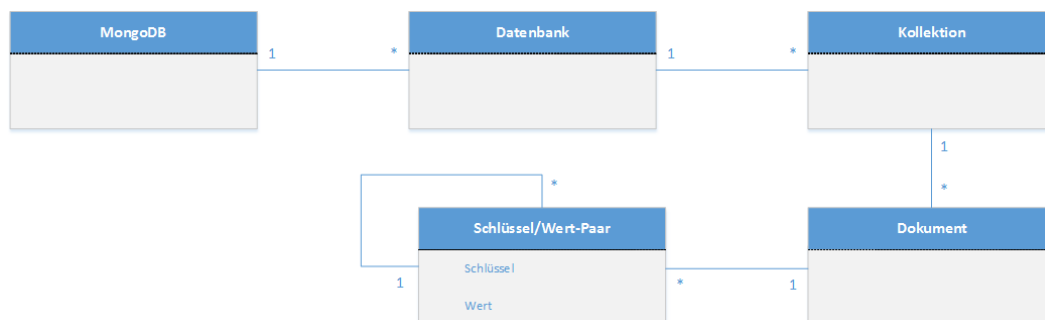 MongoDB
Datenbank
Kollektion
1 * 1 *
1
*
*
Schlüssel/Wert-Paar
Dokument
Schlüssel
1 * 1
Wert